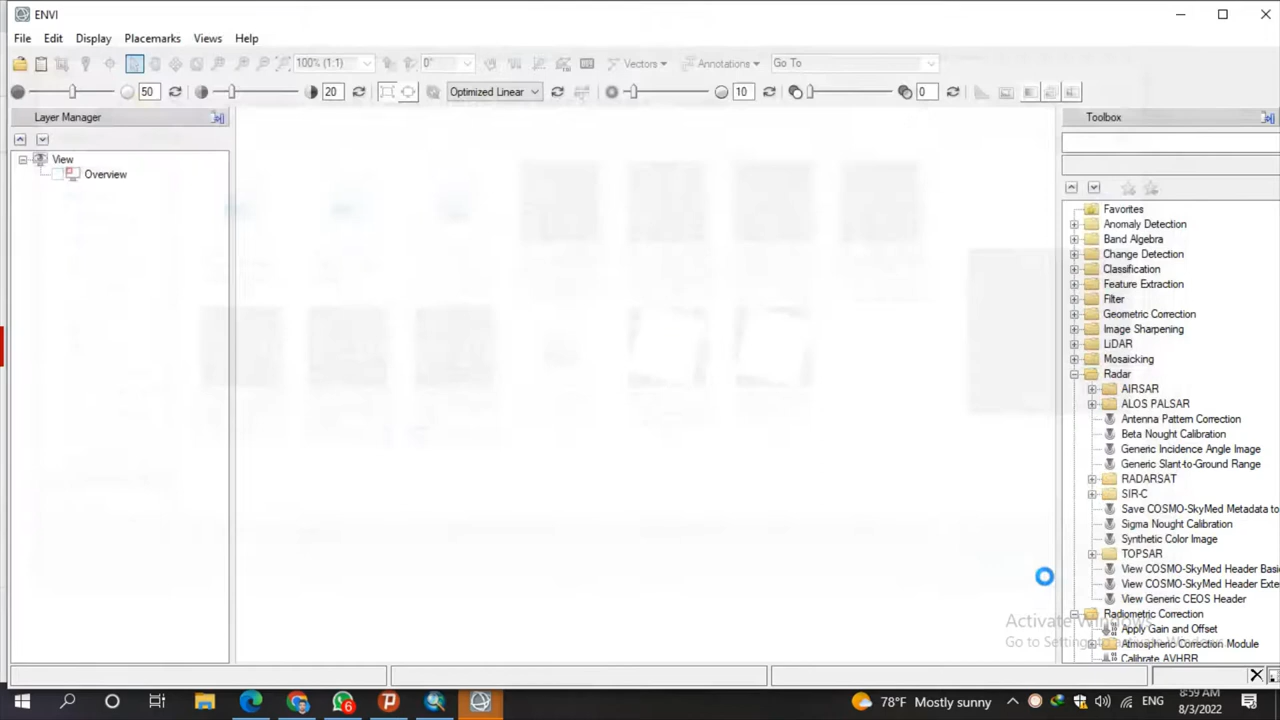 ENVI
File Edit Display Placemarks Views Help
100% (1:1) 0° Vectors Annotations Go To
50 20 Optimized Linear 10 0
Layer Manager
View
Overview
Toolbox
Favorites
Anomaly Detection
Band Algebra
Change Detection
Classification
Feature Extraction
Filter
Geometric Correction
Image Sharpening
LiDAR
Mosaicking
Radar
AIRSAR
ALOS PALSAR
Antenna Pattern Correction
Beta Nought Calibration
Generic Incidence Angle Image
Generic Slant-to-Ground Range
RADARSAT
SIR-C
Save COSMO-SkyMed Metadata to
Sigma Nought Calibration
Synthetic Color Image
TOPSAR
View COSMO-SkyMed Header Basi
View COSMO-SkyMed Header Exte
View Generic CEOS Header
Radiometric Correction
Apply Gain and Offset
Atmospheric Correction Module
Calibrate AVHRR
Activate Windows
Go to Settings to activate Windows.
6
78°F Mostly sunny
ENG
8:59 AM
8/3/2022